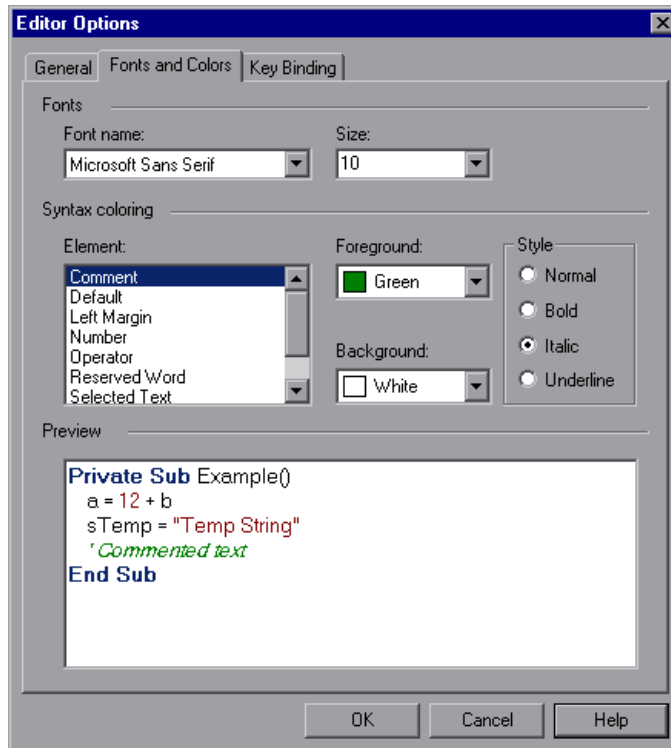 Editor Options
General Fonts and Colors Key Binding
Fonts
Font name: Size:
Microsoft Sans Serif 10
Syntax coloring
Element: Foreground: Style
Comment Green Normal
Default
Left Margin Bold
Number
Operator Background: Italic
Reserved Word White Underline
Selected Text
Preview
Private Sub Example()
a = 12 + b
sTemp = "Temp String"
' Commented text
End Sub
OK Cancel Help